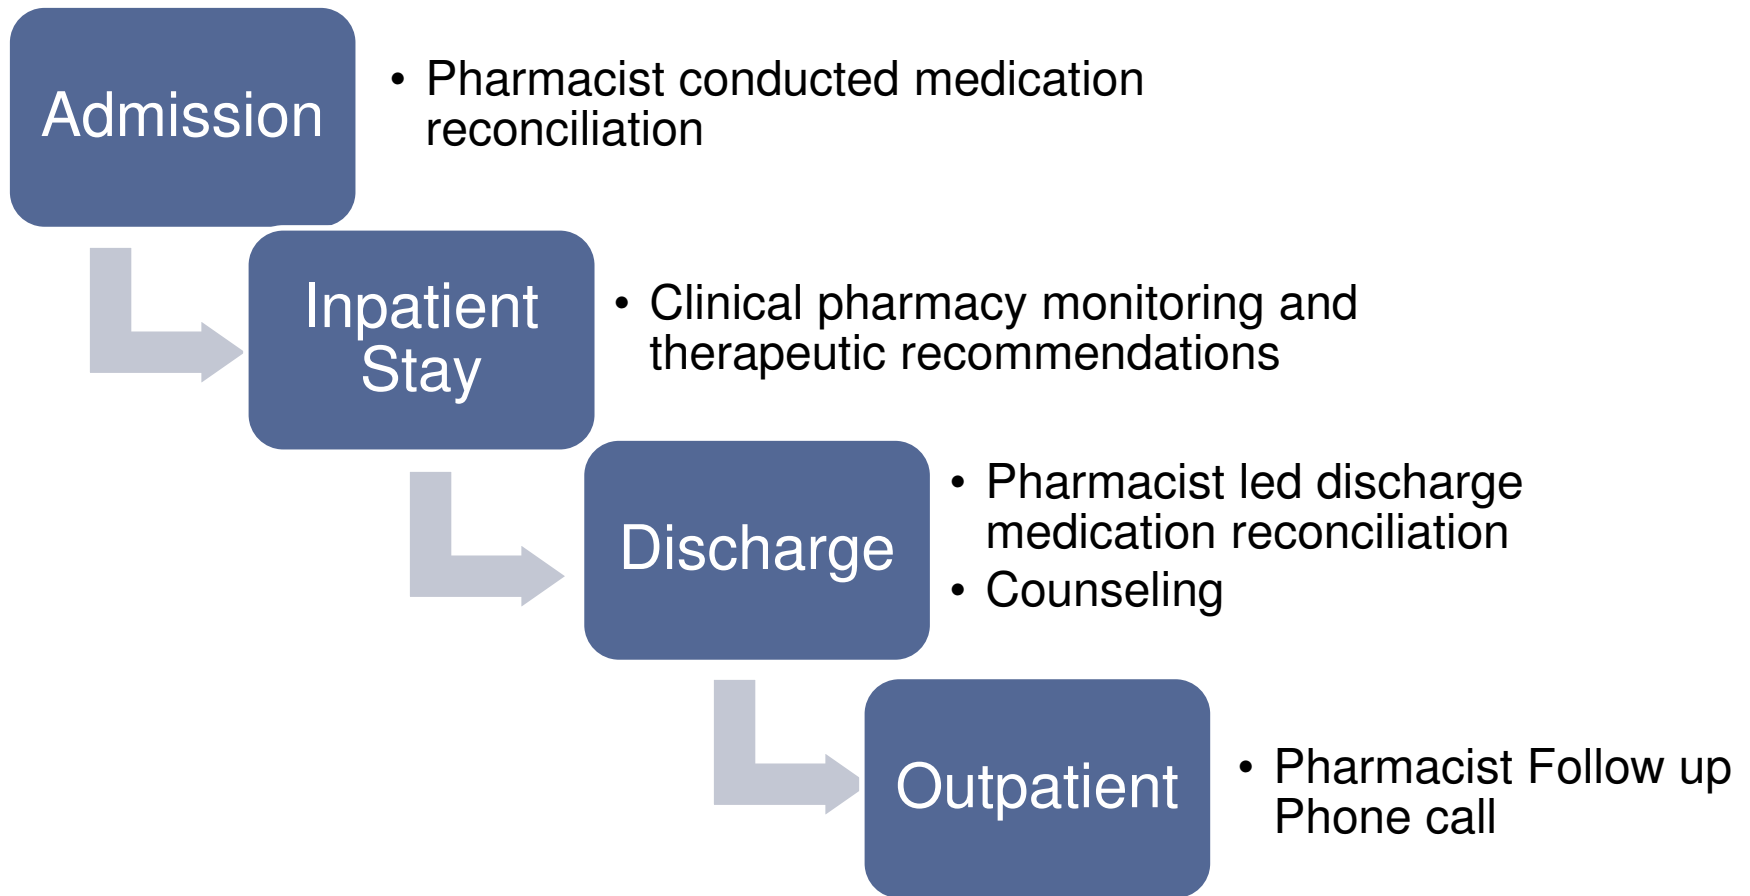 Admission
• Pharmacist conducted medication
reconciliation
Inpatient
Stay
• Clinical pharmacy monitoring and
therapeutic recommendations
Discharge
• Pharmacist led discharge
medication reconciliation
• Counseling
Outpatient
• Pharmacist Follow up
Phone call